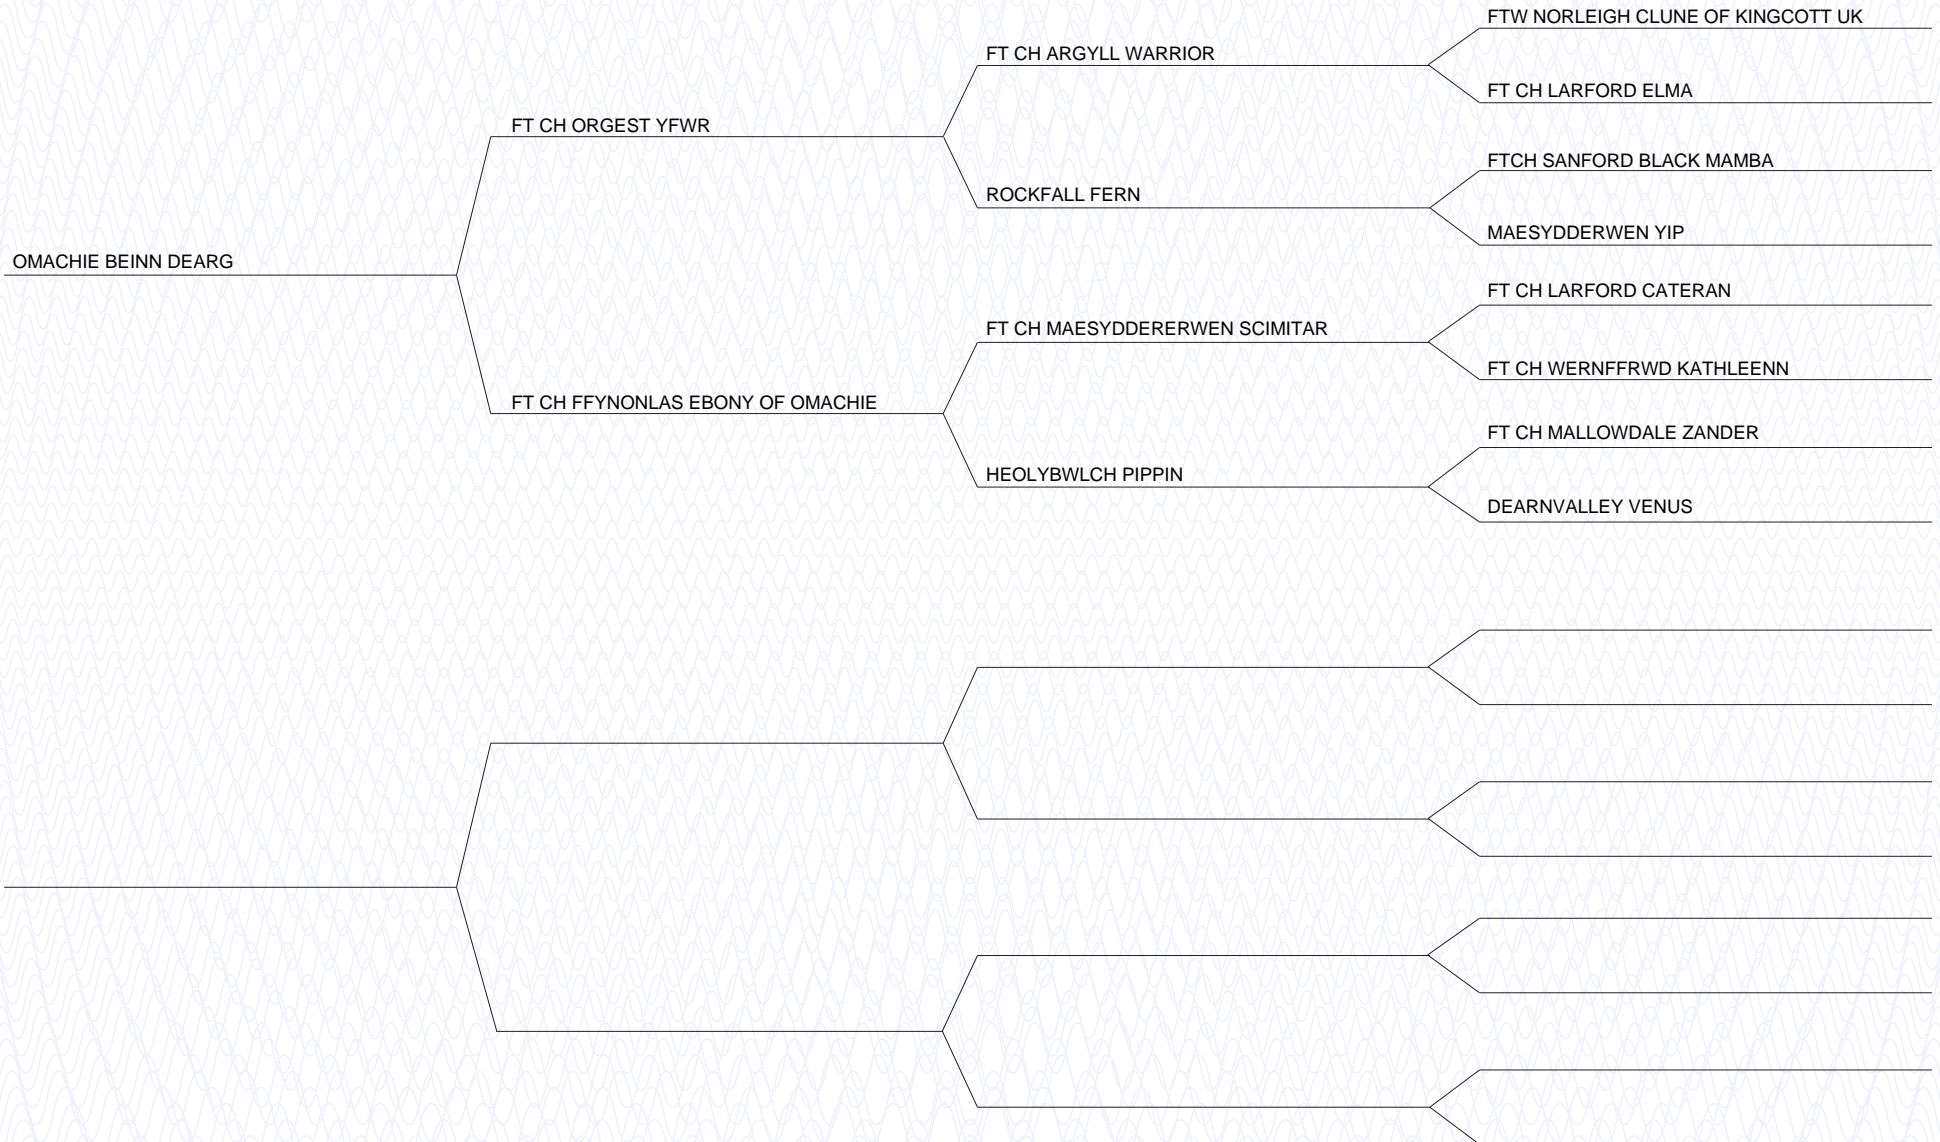 FTW NORLEIGH CLUNE OF KINGCOTT UK
FT CH ARGYLL WARRIOR
FT CH LARFORD ELMA
FT CH ORGEST YFWR
FTCH SANFORD BLACK MAMBA
ROCKFALL FERN
MAESYDDERWEN YIP
OMACHIE BEINN DEARG
FT CH LARFORD CATERAN
FT CH MAESYDDERERWEN SCIMITAR
FT CH WERNFFRWD KATHLEENN
FT CH FFYNONLAS EBONY OF OMACHIE
FT CH MALLOWDALE ZANDER
HEOLYBWLCH PIPPIN
DEARNVALLEY VENUS